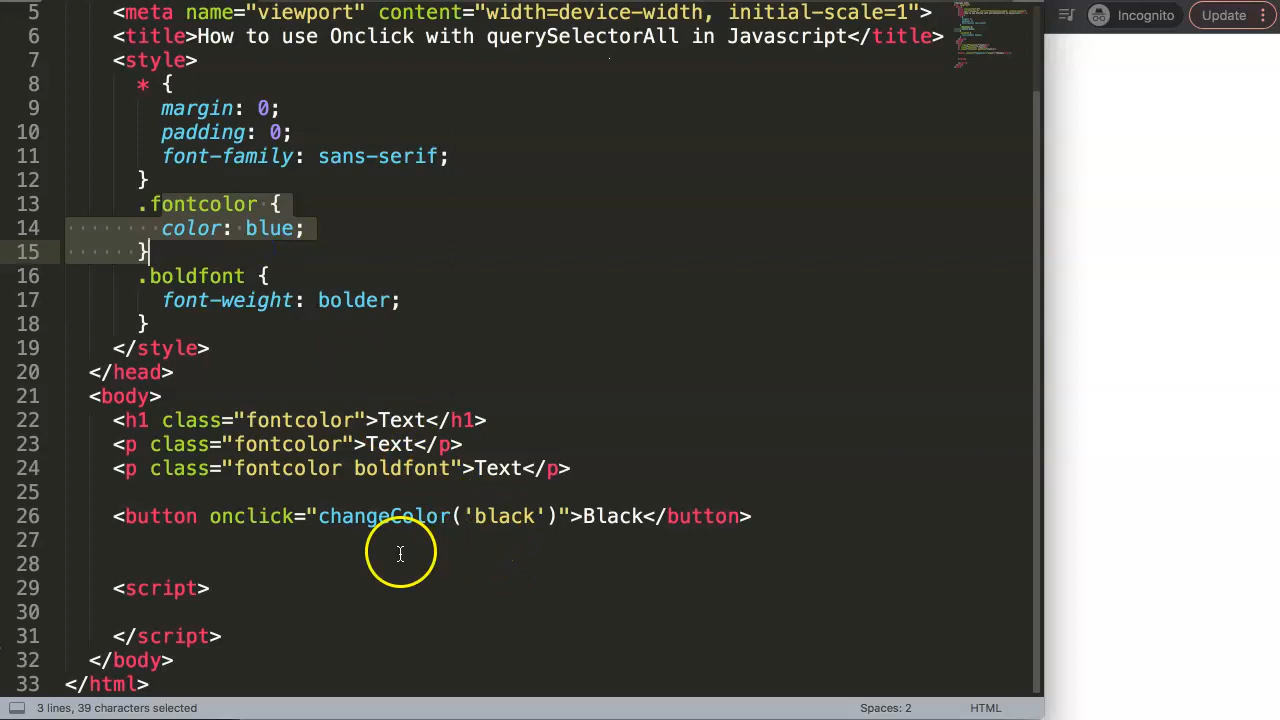 5 <meta name="viewport" content="width=device-width, initial-scale=1">
6 <title>How to use Onclick with querySelectorAll in Javascript</title>
7 <style>
8 * {
9 margin: 0;
10 padding: 0;
11 font-family: sans-serif;
12 }
13 .fontcolor {
14 color: blue;
15 }
16 .boldfont {
17 font-weight: bolder;
18 }
19 </style>
20 </head>
21 <body>
22 <h1 class="fontcolor">Text</h1>
23 <p class="fontcolor">Text</p>
24 <p class="fontcolor boldfont">Text</p>
25
26 <button onclick="changeColor('black')">Black</button>
27
28
29 <script>
30
31 </script>
32 </body>
33 </html>
Incognito
Update
3 lines, 39 characters selected
Spaces: 2
HTML